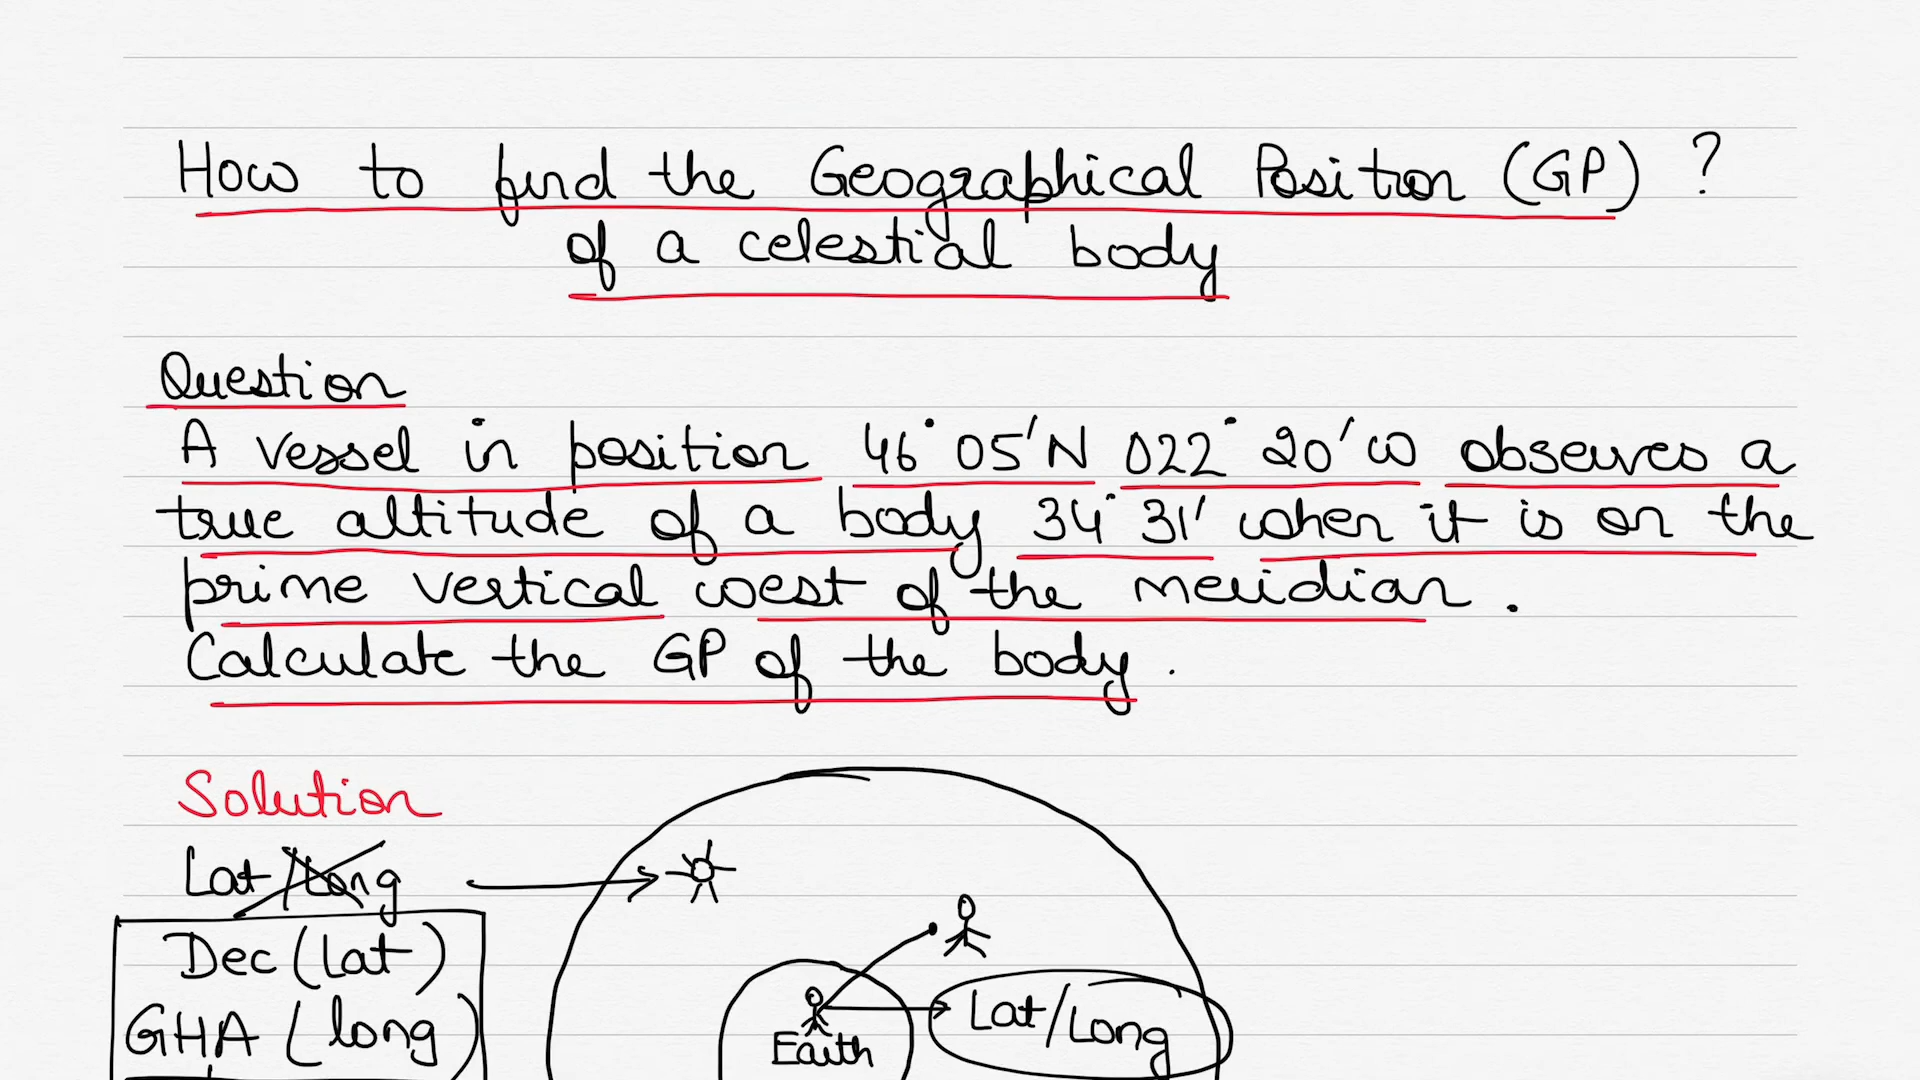 How to find the Geographical Position (GP) ?
of a celestial body
Question
A vessel in position 46° 05' N 022° 20' W observes a
true altitude of a body 34° 31' when it is on the
prime vertical west of the meridian .
Calculate the GP of the body .
Solution
Lat/Long
Dec (lat)
GHA (long)
Earth
Lat/Long